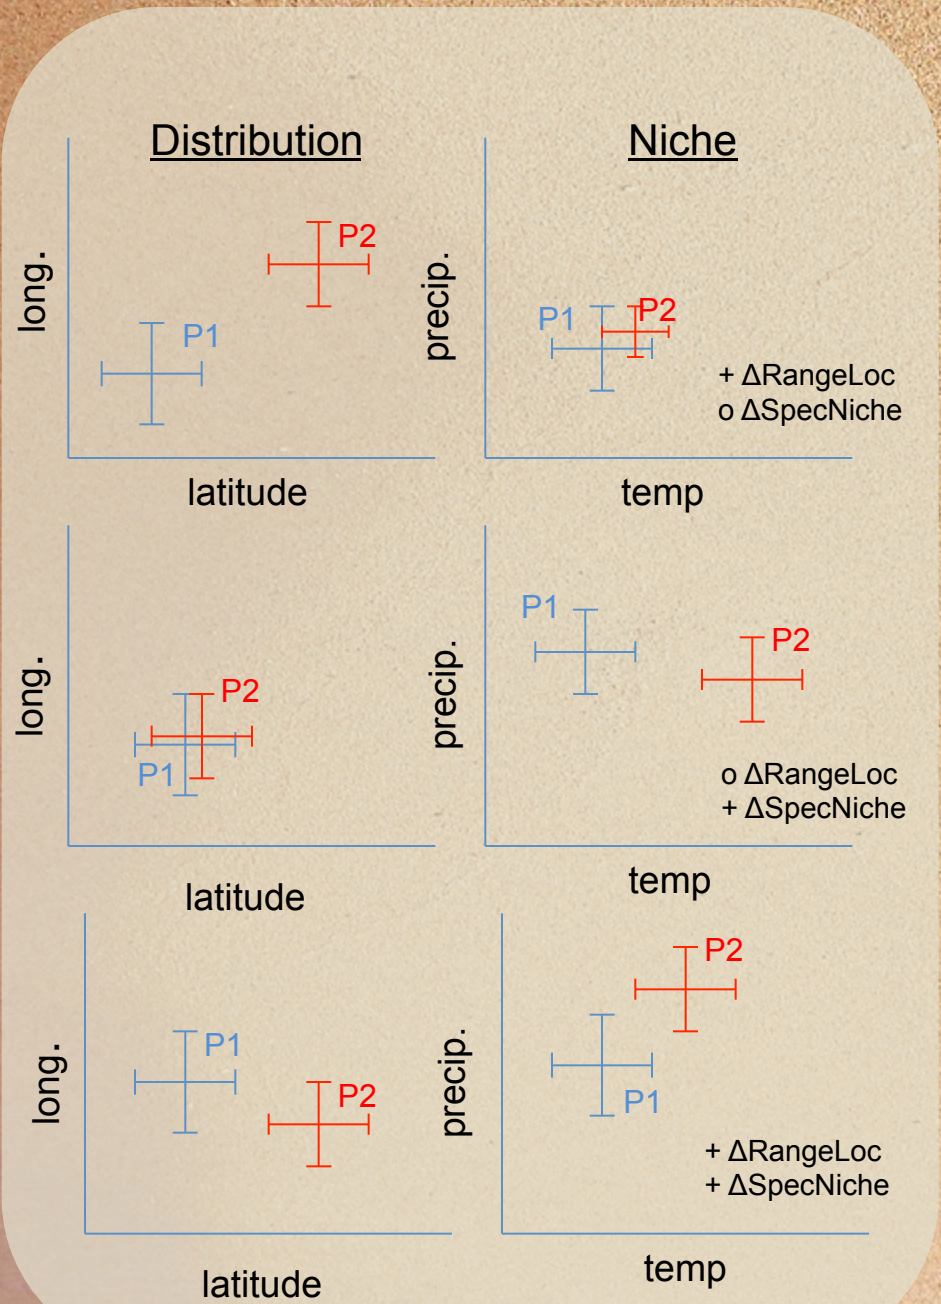 Distribution
Niche
long.
P1
P2
latitude
precip.
P1
P2
+ ΔRangeLoc
o ΔSpecNiche
temp
long.
P2
P1
latitude
precip.
P1
P2
o ΔRangeLoc
+ ΔSpecNiche
temp
long.
P1
P2
latitude
precip.
P2
P1
+ ΔRangeLoc
+ ΔSpecNiche
temp